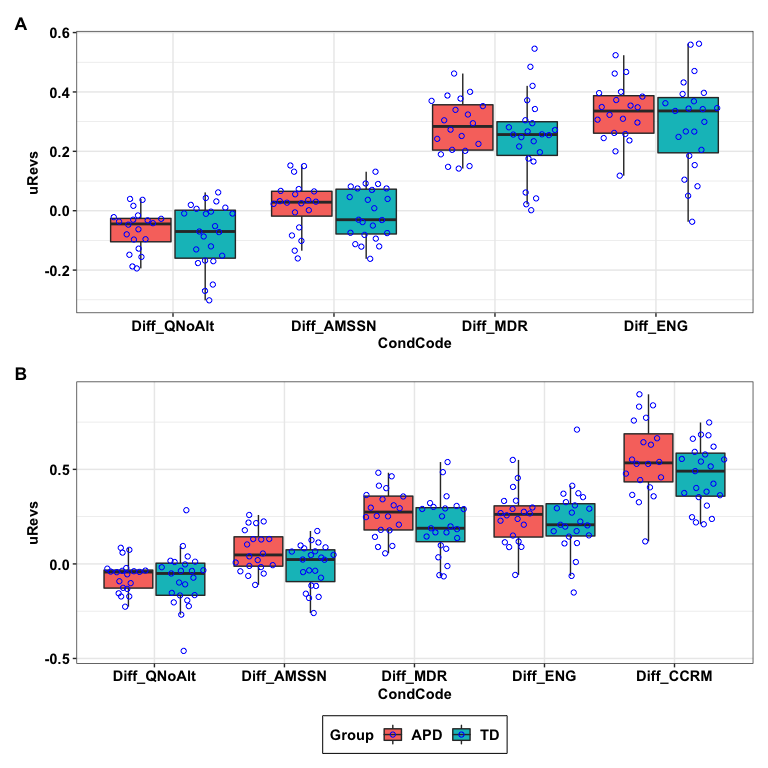 A
uRevs
0.6
0.4
0.2
0.0
-0.2
Diff_QNoAlt Diff_AMSSN Diff_MDR Diff_ENG
CondCode
B
uRevs
0.5
0.0
-0.5
Diff_QNoAlt Diff_AMSSN Diff_MDR Diff_ENG Diff_CCRM
CondCode
Group APD TD